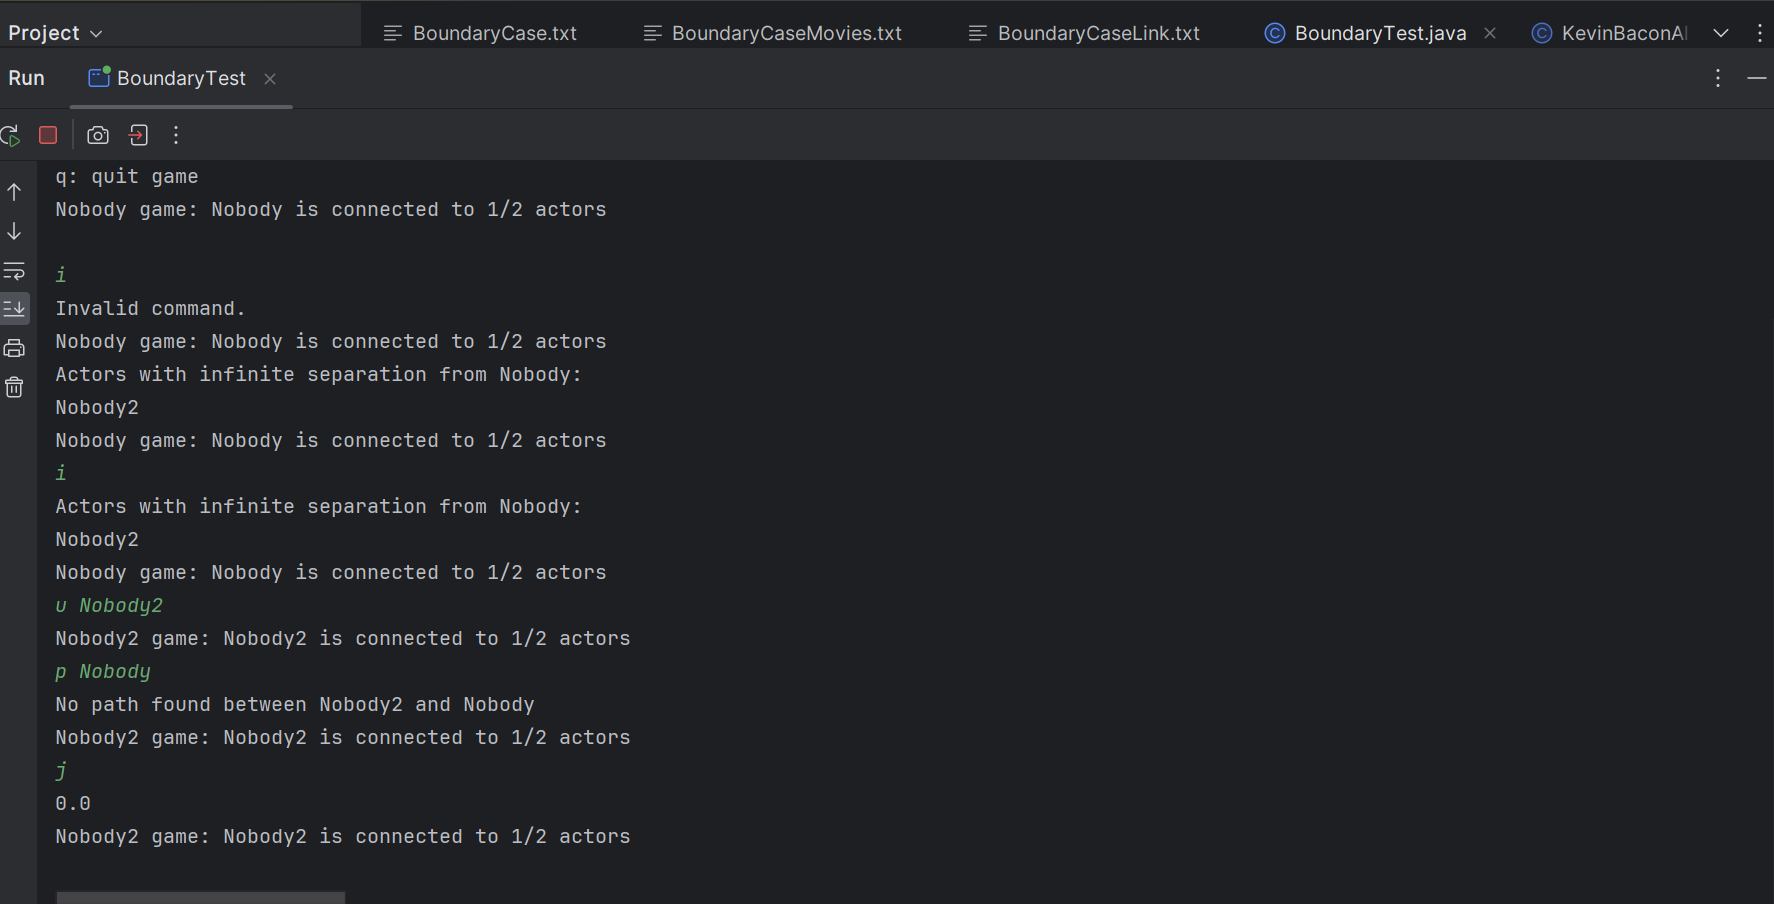 Project
BoundaryCase.txt
BoundaryCaseMovies.txt
BoundaryCaseLink.txt
BoundaryTest.java
KevinBaconAl
Run
BoundaryTest
q: quit game
Nobody game: Nobody is connected to 1/2 actors
i
Invalid command.
Nobody game: Nobody is connected to 1/2 actors
Actors with infinite separation from Nobody:
Nobody2
Nobody game: Nobody is connected to 1/2 actors
i
Actors with infinite separation from Nobody:
Nobody2
Nobody game: Nobody is connected to 1/2 actors
u Nobody2
Nobody2 game: Nobody2 is connected to 1/2 actors
p Nobody
No path found between Nobody2 and Nobody
Nobody2 game: Nobody2 is connected to 1/2 actors
j
0.0
Nobody2 game: Nobody2 is connected to 1/2 actors